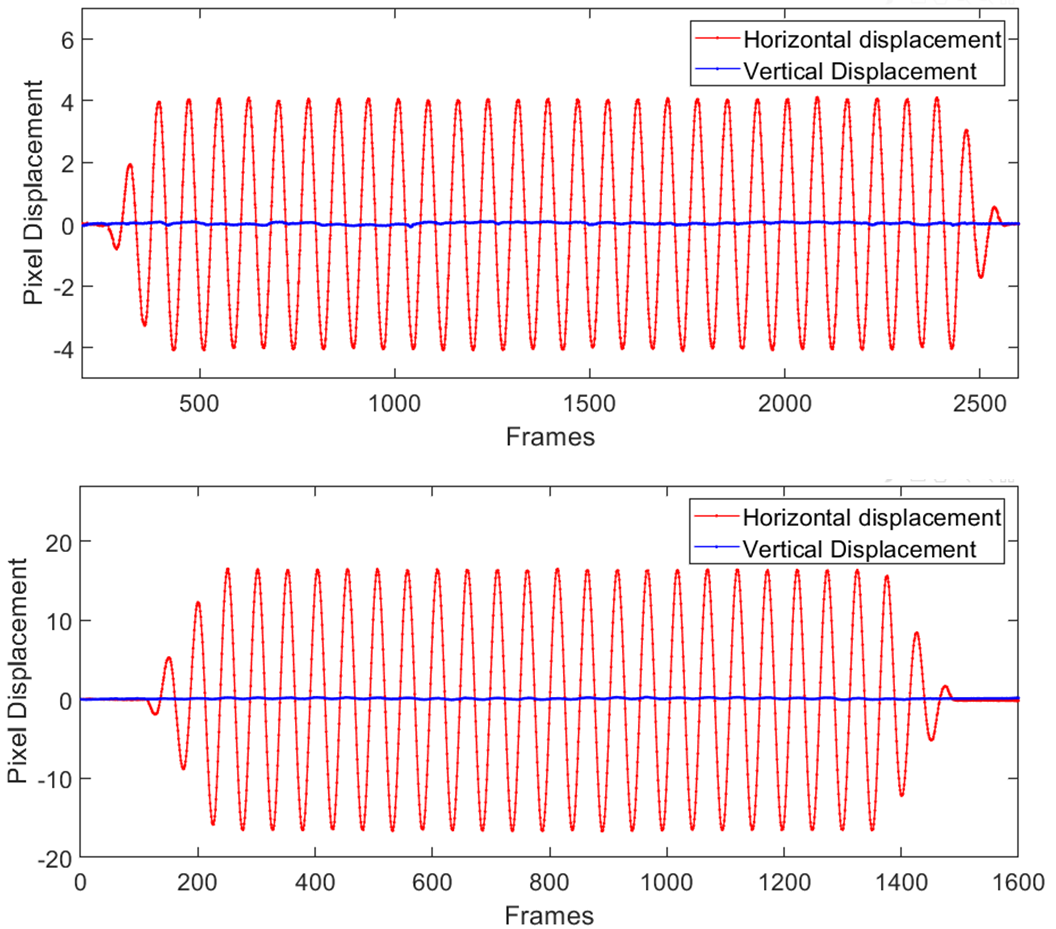 6
4
2
0
-2
-4
Pixel Displacement
Horizontal displacement
Vertical Displacement
500 1000 1500 2000 2500
Frames
20
10
0
-10
-20
Pixel Displacement
Horizontal displacement
Vertical Displacement
0 200 400 600 800 1000 1200 1400 1600
Frames